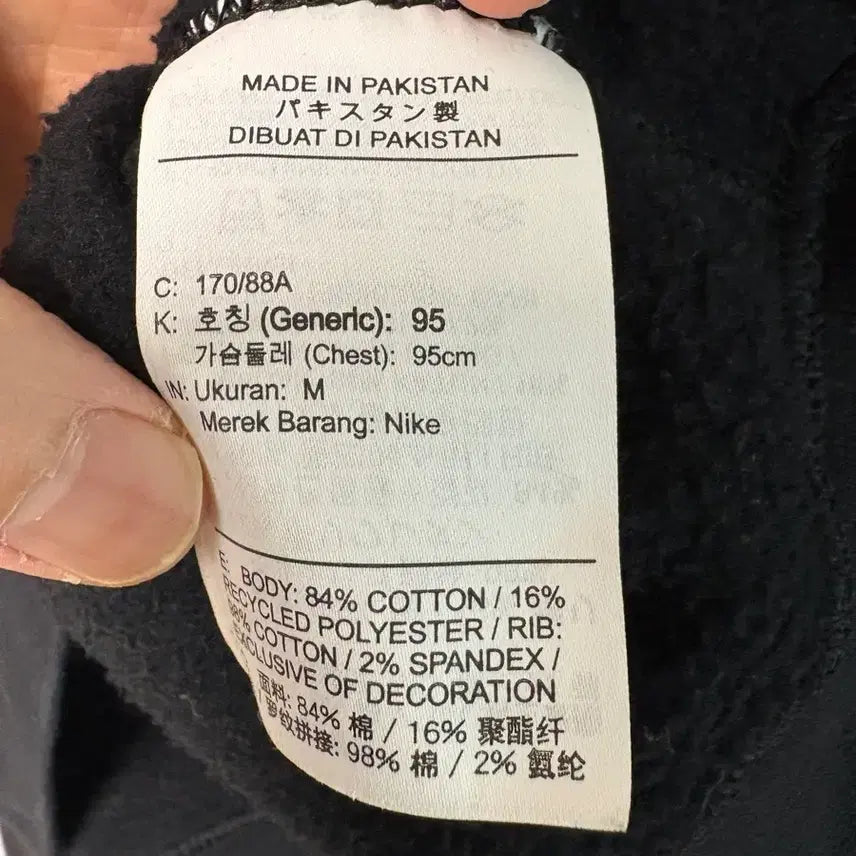 MADE IN PAKISTAN
パキスタン製
DIBUAT DI PAKISTAN
C: 170/88A
K: 호칭 (Generic): 95
가슴둘레 (Chest): 95cm
IN: Ukuran: M
Merek Barang: Nike
E: BODY: 84% COTTON / 16%
RECYCLED POLYESTER / RIB:
98% COTTON / 2% SPANDEX /
EXCLUSIVE OF DECORATION
面料: 84% 棉 / 16% 聚酯纤
罗纹拼接: 98% 棉 / 2% 氨纶